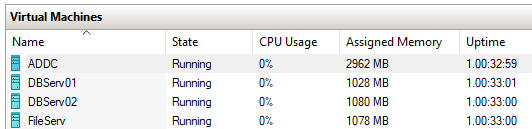 Virtual Machines
Name State CPU Usage Assigned Memory Uptime
ADDC Running 0% 2962 MB 1.00:32:59
DBServ01 Running 0% 1028 MB 1.00:33:01
DBServ02 Running 0% 1080 MB 1.00:33:00
FileServ Running 0% 1078 MB 1.00:33:00